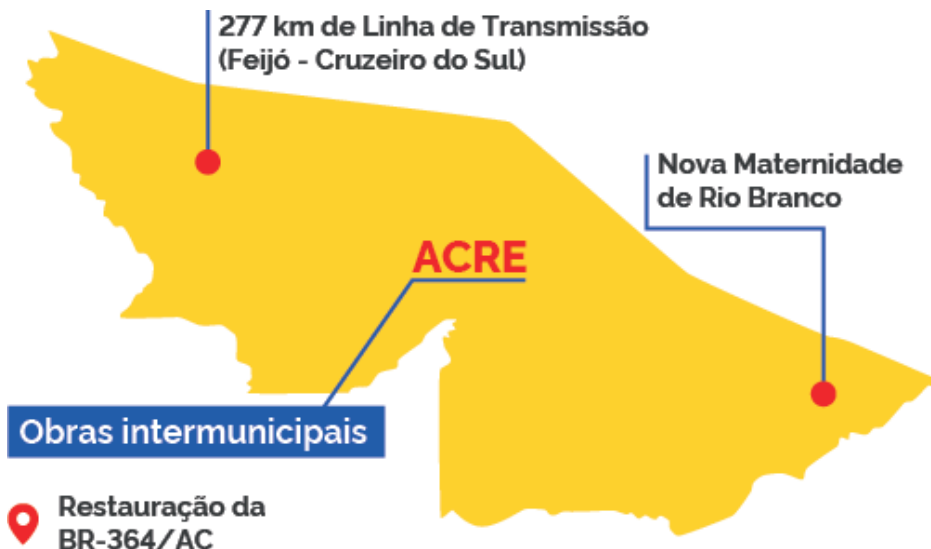 277 km de Linha de Transmissão
(Feijó - Cruzeiro do Sul)
Nova Maternidade
de Rio Branco
ACRE
Obras intermunicipais
Restauração da
BR-364/AC